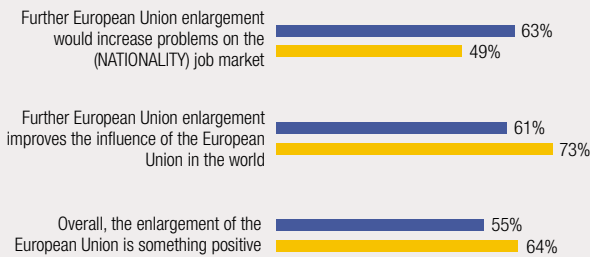 Further European Union enlargement
would increase problems on the
(NATIONALITY) job market
63%
49%
Further European Union enlargement
improves the influence of the European
Union in the world
61%
73%
Overall, the enlargement of the
European Union is something positive
55%
64%